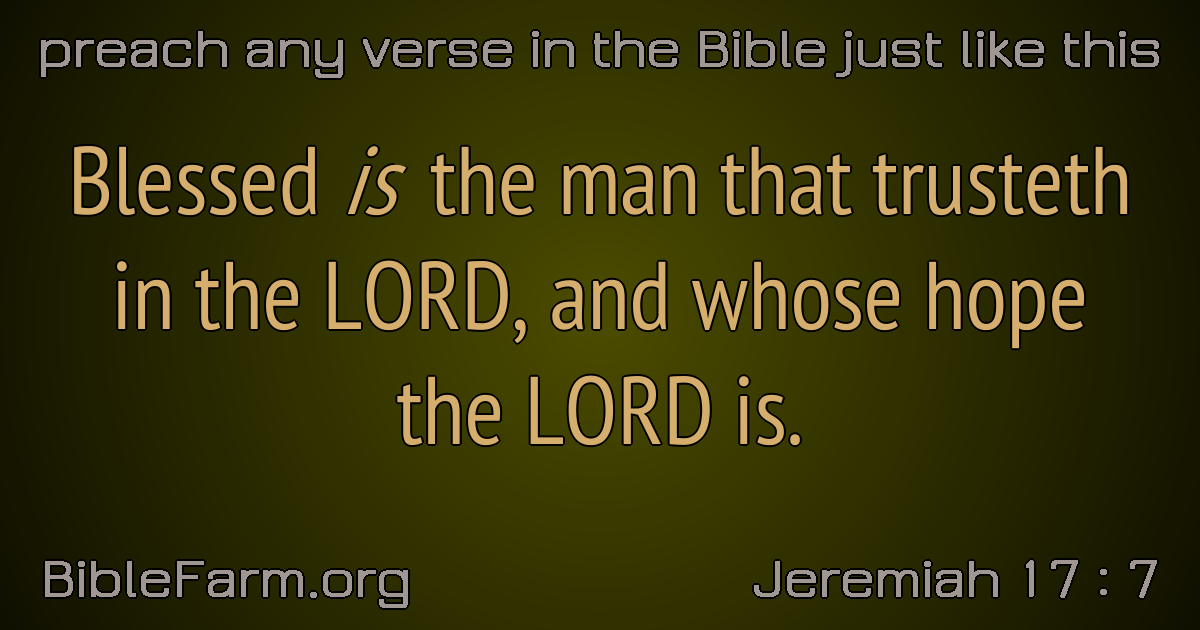 preach any verse in the Bible just like this
Blessed is the man that trusteth
in the LORD, and whose hope
the LORD is.
BibleFarm.org
Jeremiah 17 : 7